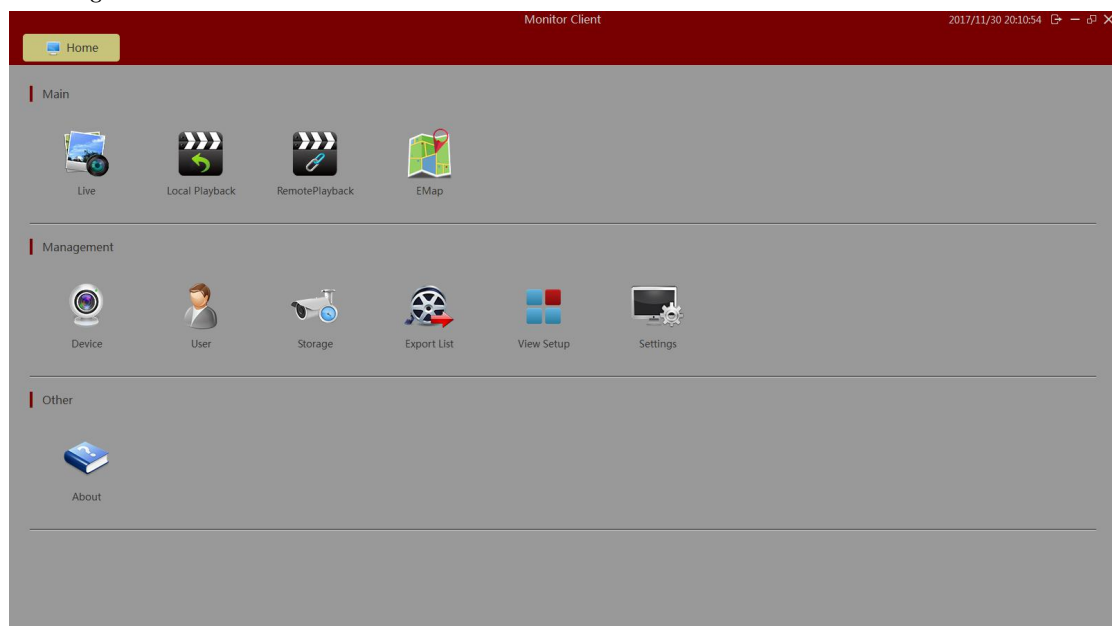 Monitor Client
2017/11/30 20:10:54
Home
Main
Live
Local Playback
RemotePlayback
EMap
Management
Device
User
Storage
Export List
View Setup
Settings
Other
About